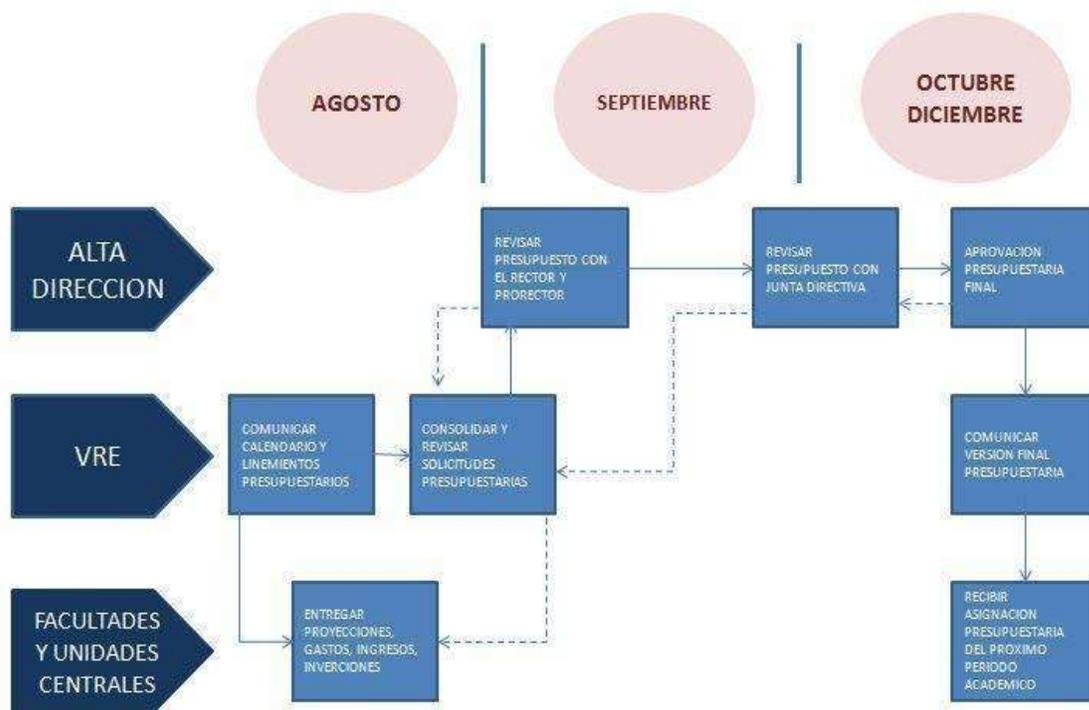 AGOSTO
SEPTIEMBRE
OCTUBRE
DICIEMBRE
ALTA
DIRECCION
REVISAR
PRESUPUESTO CON
EL RECTOR Y
PRORECTOR
REVISAR
PRESUPUESTO CON
JUNTA DIRECTIVA
APROVACION
PRESUPUESTARIA
FINAL
VRE
COMUNICAR
CALENDARIO Y
LINEMIENTOS
PRESUPUESTARIOS
CONSOLIDAR Y
REVISAR
SOLICITUDES
PRESUPUESTARIAS
COMUNICAR
VERSION FINAL
PRESUPUESTARIA
FACULTADES
Y UNIDADES
CENTRALES
ENTREGAR
PROYECCIONES,
GASTOS, INGRESOS,
INVERCIONES
RECIBIR
ASIGNACION
PRESUPUESTARIA
DEL PROXIMO
PERIODO
ACADEMICO